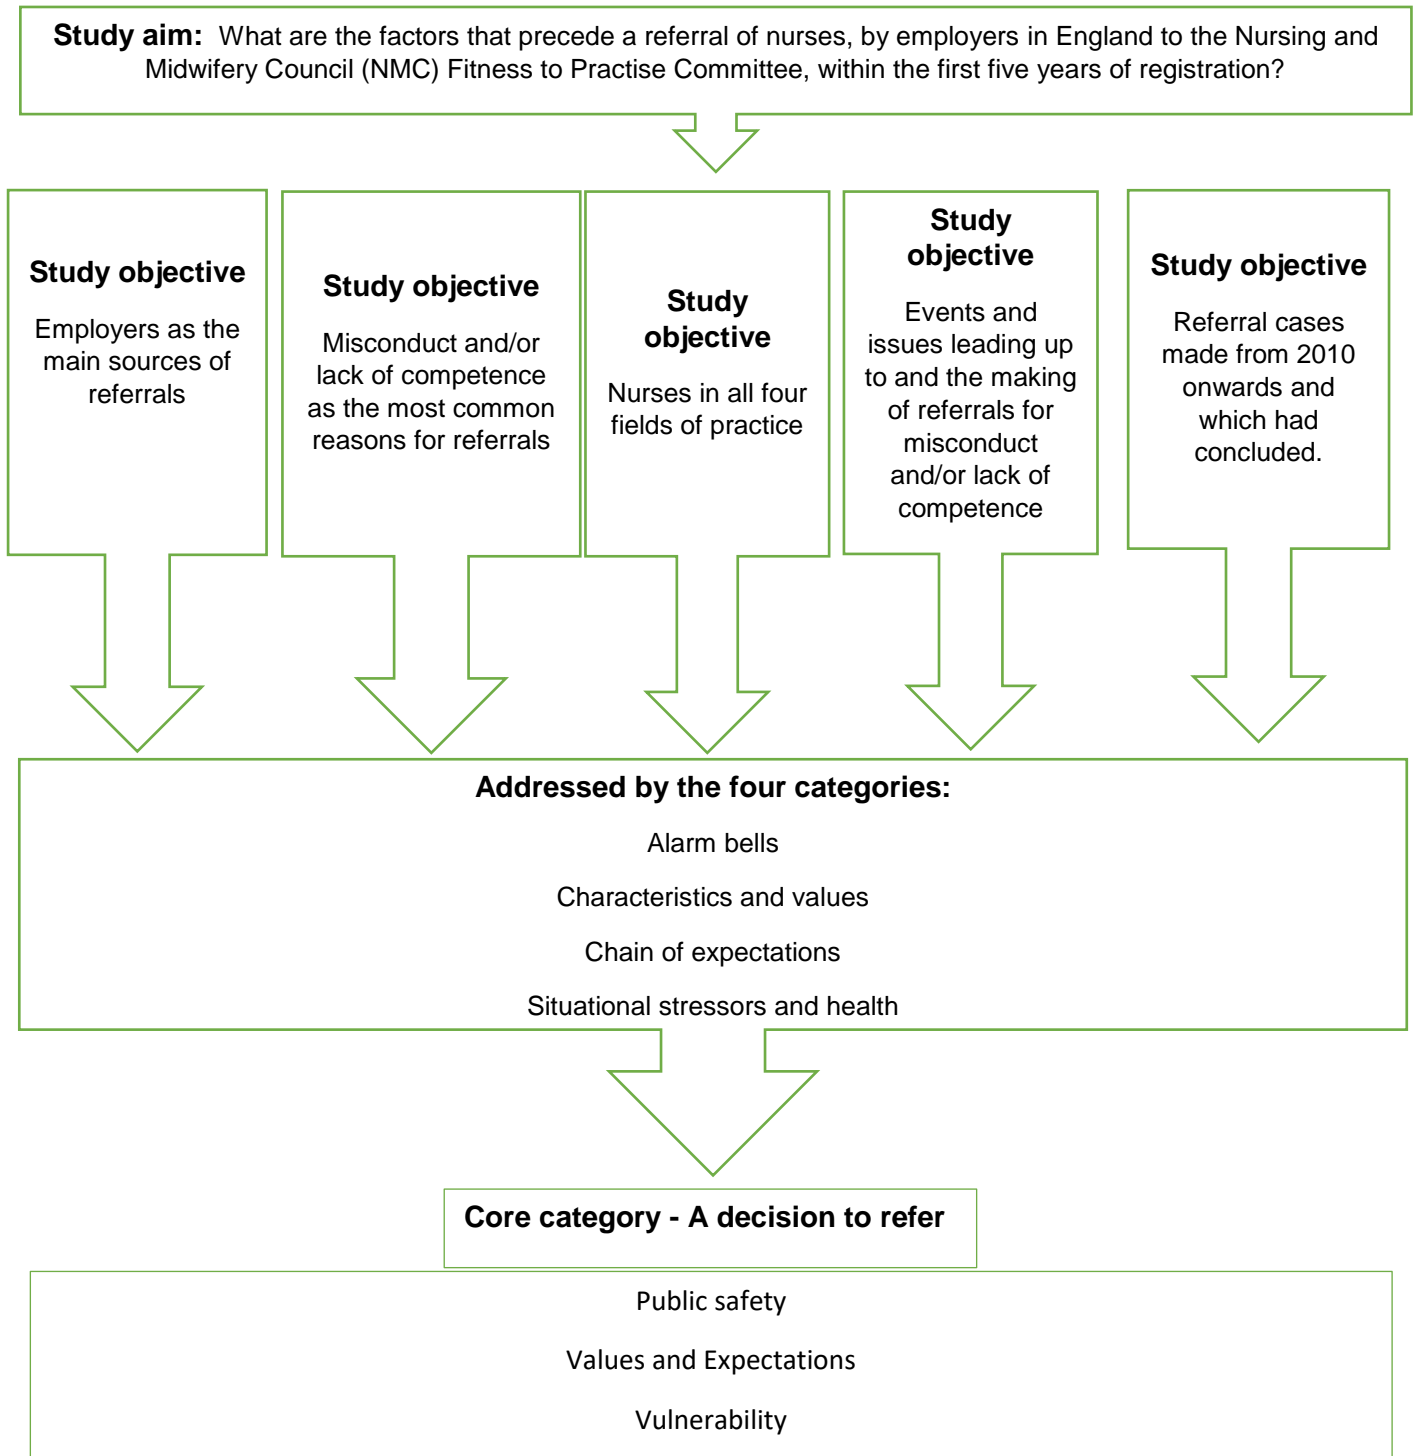 Study aim: What are the factors that precede a referral of nurses, by employers in England to the Nursing and
Midwifery Council (NMC) Fitness to Practise Committee, within the first five years of registration?
Study objective
Employers as the
main sources of
referrals
Study objective
Misconduct and/or
lack of competence
as the most common
reasons for referrals
Study
objective
Nurses in all four
fields of practice
Study
objective
Events and
issues leading up
to and the making
of referrals for
misconduct
and/or lack of
competence
Study objective
Referral cases
made from 2010
onwards and
which had
concluded.
Addressed by the four categories:
Alarm bells
Characteristics and values
Chain of expectations
Situational stressors and health
Core category - A decision to refer
Public safety
Values and Expectations
Vulnerability